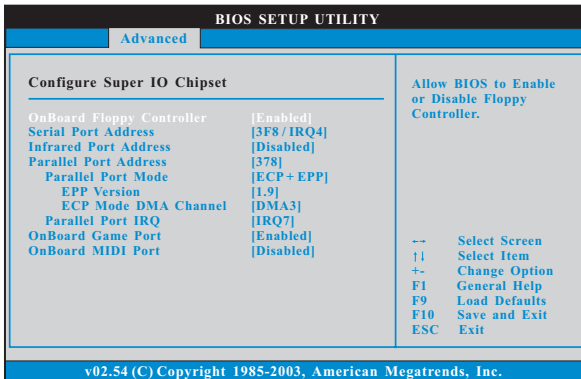 BIOS SETUP UTILITY
Advanced
Configure Super IO Chipset
OnBoard Floppy Controller [Enabled]
Serial Port Address [3F8 / IRQ4]
Infrared Port Address [Disabled]
Parallel Port Address [378]
Parallel Port Mode [ECP + EPP]
EPP Version [1.9]
ECP Mode DMA Channel [DMA3]
Parallel Port IRQ [IRQ7]
OnBoard Game Port [Enabled]
OnBoard MIDI Port [Disabled]
Allow BIOS to Enable
or Disable Floppy
Controller.
←→ Select Screen
↑↓ Select Item
+- Change Option
F1 General Help
F9 Load Defaults
F10 Save and Exit
ESC Exit
v02.54 (C) Copyright 1985-2003, American Megatrends, Inc.